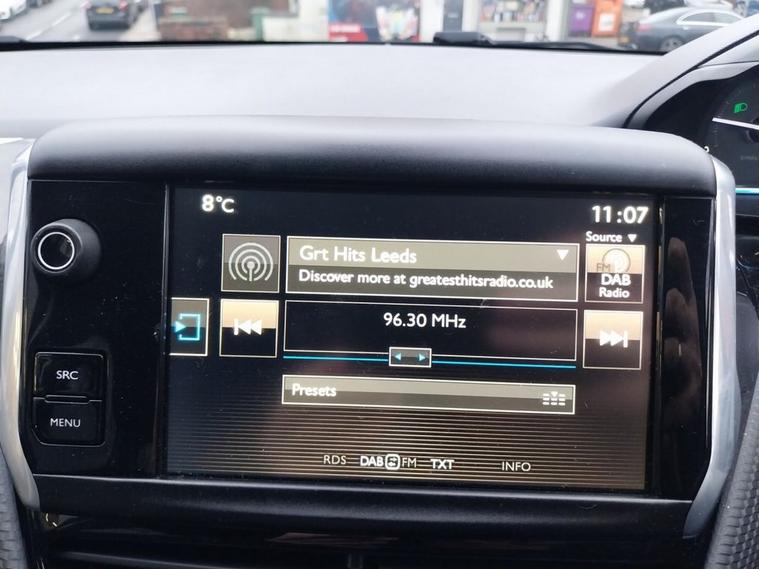 8°C
11:07
Source
Grt Hits Leeds
Discover more at greatesthitsradio.co.uk
FM
DAB
Radio
96.30 MHz
SRC
MENU
Presets
RDS DAB FM TXT INFO